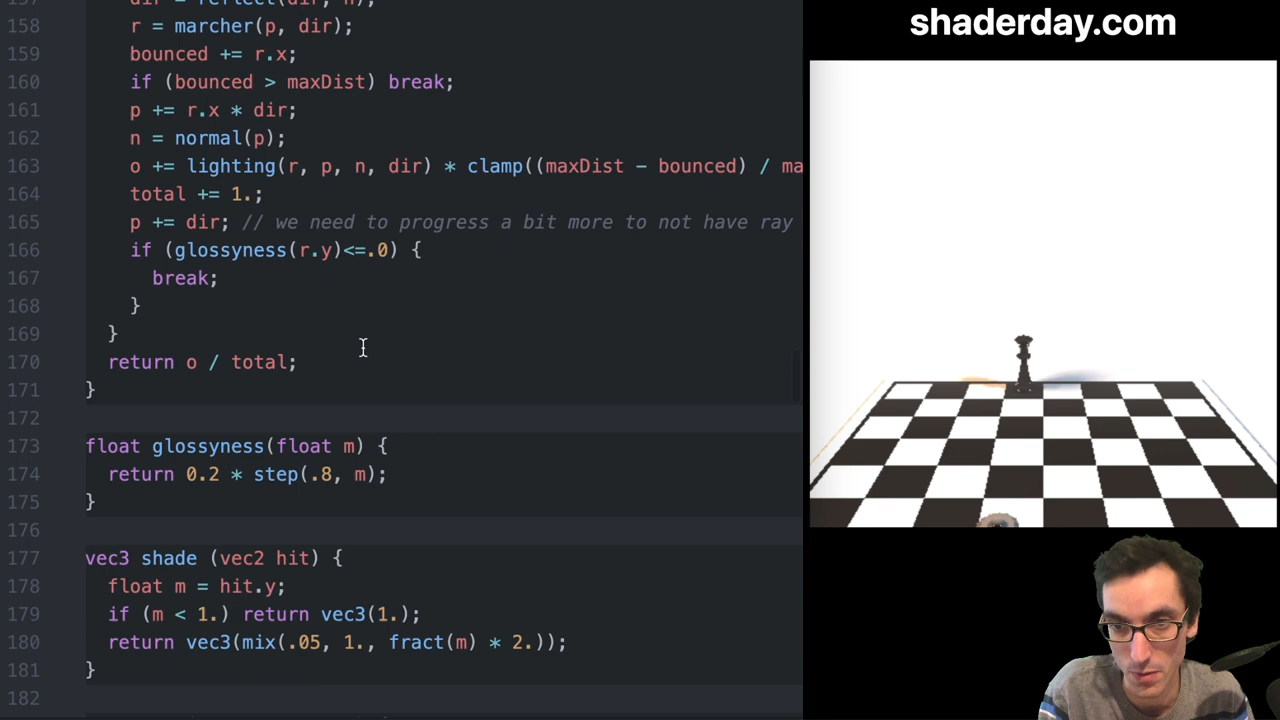 157 dir = reflect(dir, n);
158 r = marcher(p, dir);
159 bounced += r.x;
160 if (bounced > maxDist) break;
161 p += r.x * dir;
162 n = normal(p);
163 o += lighting(r, p, n, dir) * clamp((maxDist - bounced) / ma
164 total += 1.;
165 p += dir; // we need to progress a bit more to not have ray
166 if (glossyness(r.y)<=.0) {
167 break;
168 }
169 }
170 return o / total;
171 }
172
173 float glossyness(float m) {
174 return 0.2 * step(.8, m);
175 }
176
177 vec3 shade (vec2 hit) {
178 float m = hit.y;
179 if (m < 1.) return vec3(1.);
180 return vec3(mix(.05, 1., fract(m) * 2.));
181 }
182
shaderday.com